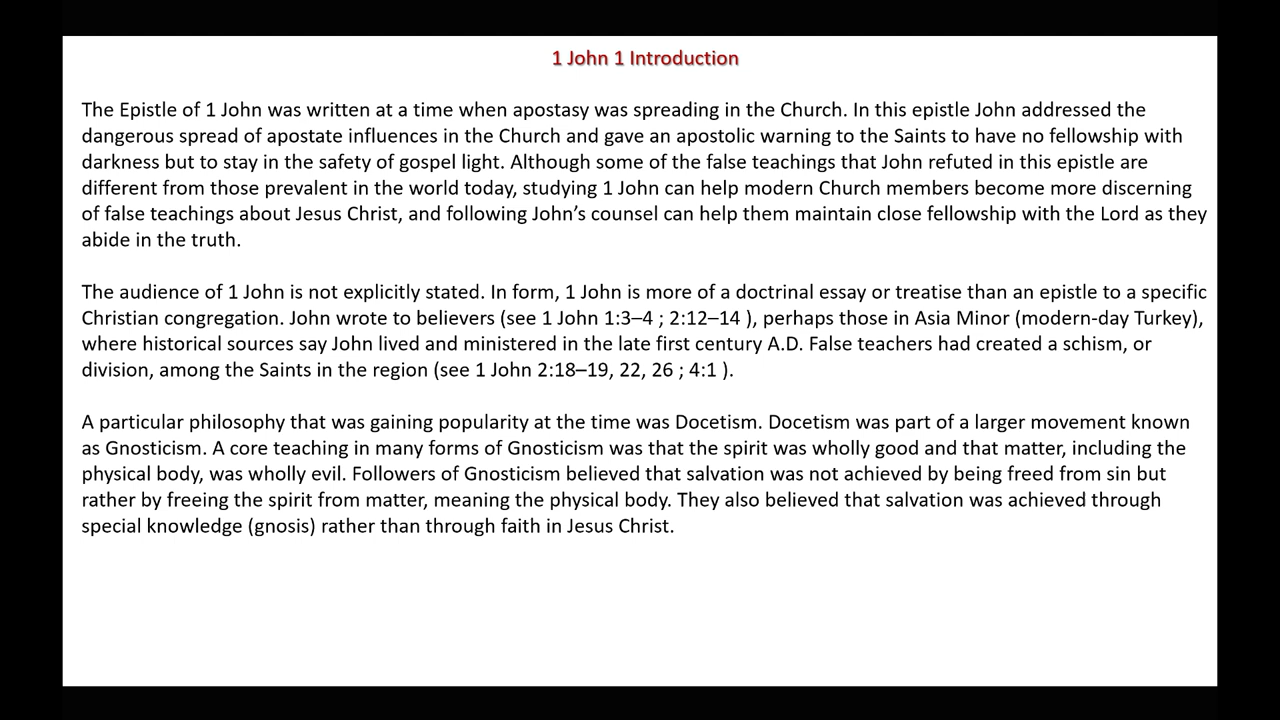 1 John 1 Introduction
The Epistle of 1 John was written at a time when apostasy was spreading in the Church. In this epistle John addressed the
dangerous spread of apostate influences in the Church and gave an apostolic warning to the Saints to have no fellowship with
darkness but to stay in the safety of gospel light. Although some of the false teachings that John refuted in this epistle are
different from those prevalent in the world today, studying 1 John can help modern Church members become more discerning
of false teachings about Jesus Christ, and following John’s counsel can help them maintain close fellowship with the Lord as they
abide in the truth.
The audience of 1 John is not explicitly stated. In form, 1 John is more of a doctrinal essay or treatise than an epistle to a specific
Christian congregation. John wrote to believers (see 1 John 1:3–4 ; 2:12–14 ), perhaps those in Asia Minor (modern-day Turkey),
where historical sources say John lived and ministered in the late first century A.D. False teachers had created a schism, or
division, among the Saints in the region (see 1 John 2:18–19, 22, 26 ; 4:1 ).
A particular philosophy that was gaining popularity at the time was Docetism. Docetism was part of a larger movement known
as Gnosticism. A core teaching in many forms of Gnosticism was that the spirit was wholly good and that matter, including the
physical body, was wholly evil. Followers of Gnosticism believed that salvation was not achieved by being freed from sin but
rather by freeing the spirit from matter, meaning the physical body. They also believed that salvation was achieved through
special knowledge (gnosis) rather than through faith in Jesus Christ.